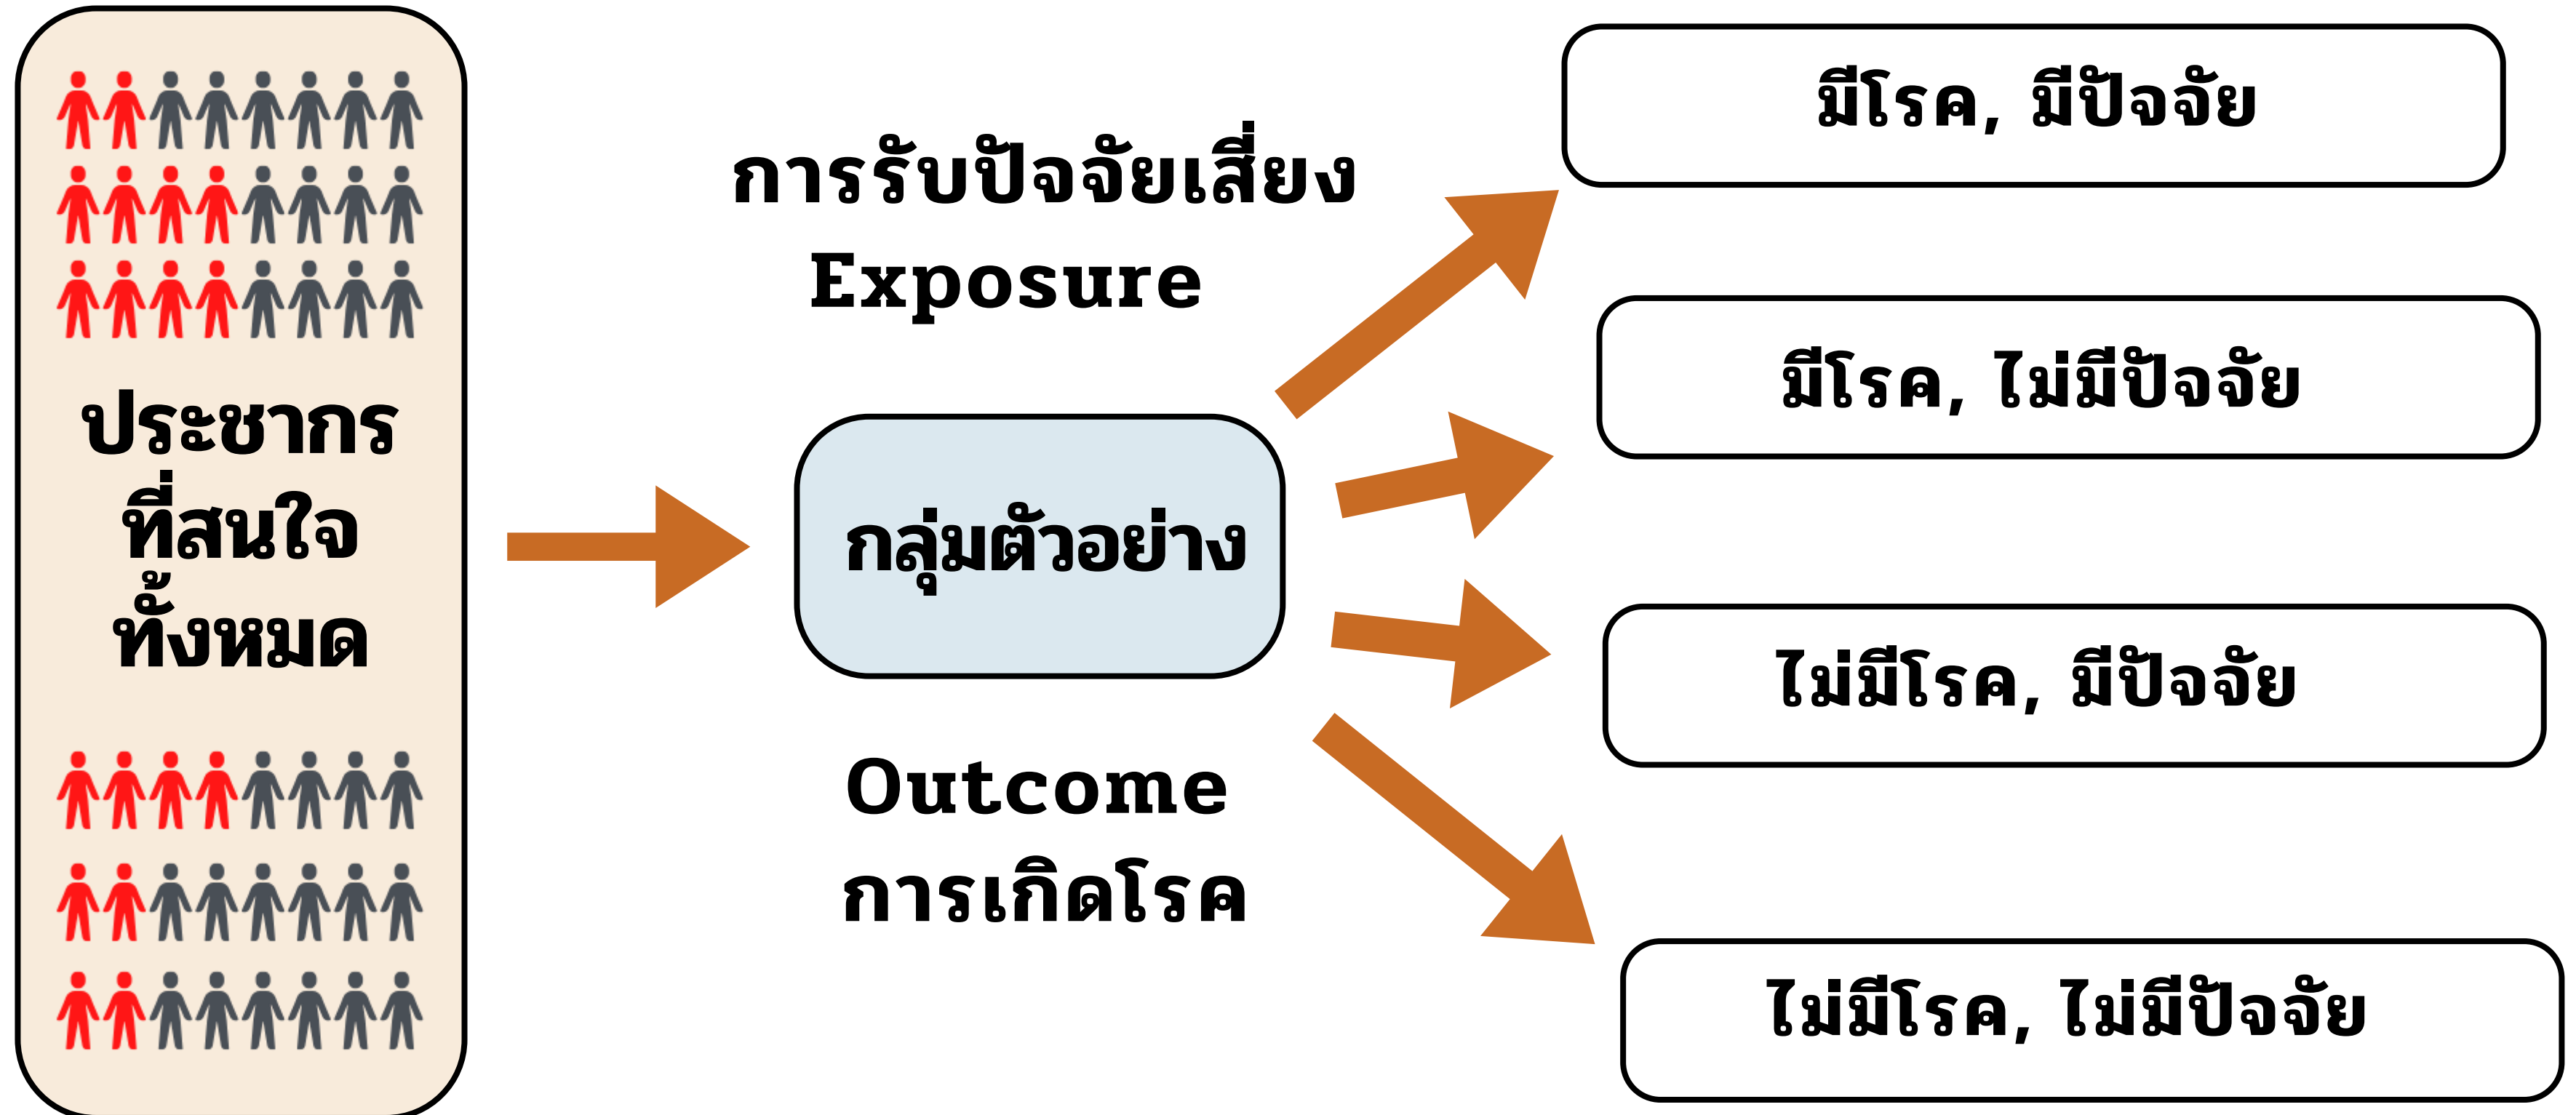 ประชากร
ที่สนใจ
ทั้งหมด
การรับปัจจัยเสี่ยง
Exposure
กลุ่มตัวอย่าง
Outcome
การเกิดโรค
มีโรค, มีปัจจัย
มีโรค, ไม่มีปัจจัย
ไม่มีโรค, มีปัจจัย
ไม่มีโรค, ไม่มีปัจจัย